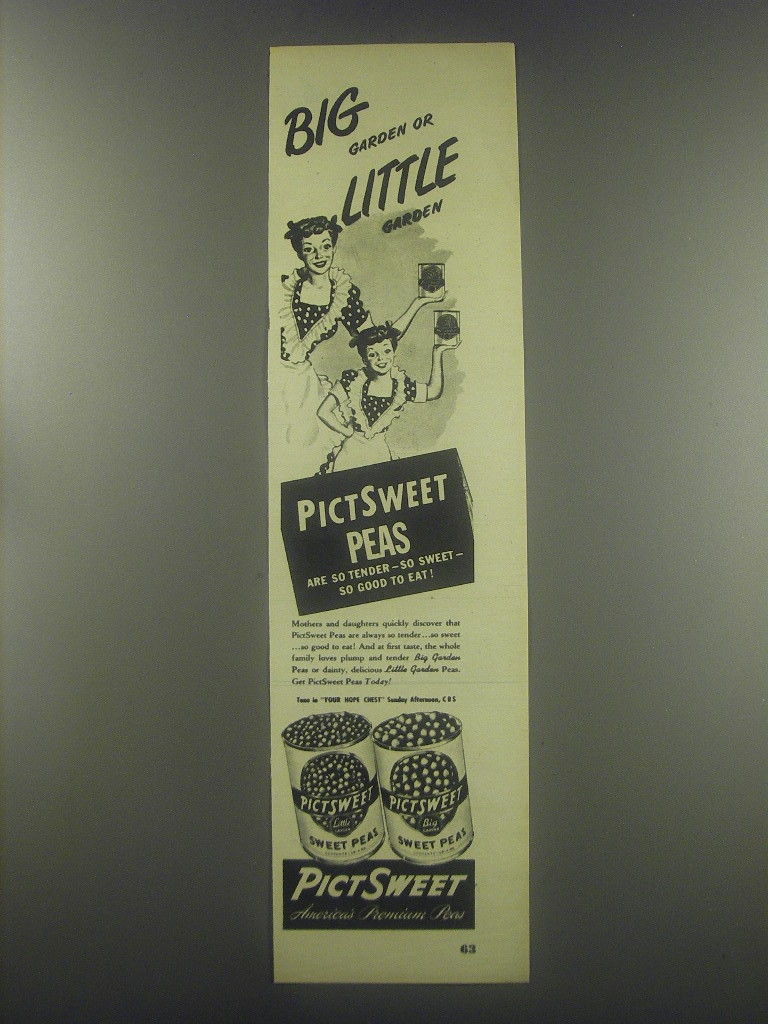 BIG
GARDEN OR
LITTLE
GARDEN
PICTSWEET
PEAS
ARE SO TENDER—SO SWEET—
SO GOOD TO EAT!
Mothers and daughters quickly discover that
PictSweet Peas are always so tender...so sweet
...so good to eat! And at first taste, the whole
family loves plump and tender Big Garden
Peas or dainty, delicious Little Garden Peas.
Get PictSweet Peas Today!
Tune in "YOUR HOPE CHEST" Sunday Afternoon, CBS
PICTSWEET
Little
GARDEN
SWEET PEAS
PICTSWEET
Big
GARDEN
SWEET PEAS
PICTSWEET
America's Premium Peas
63